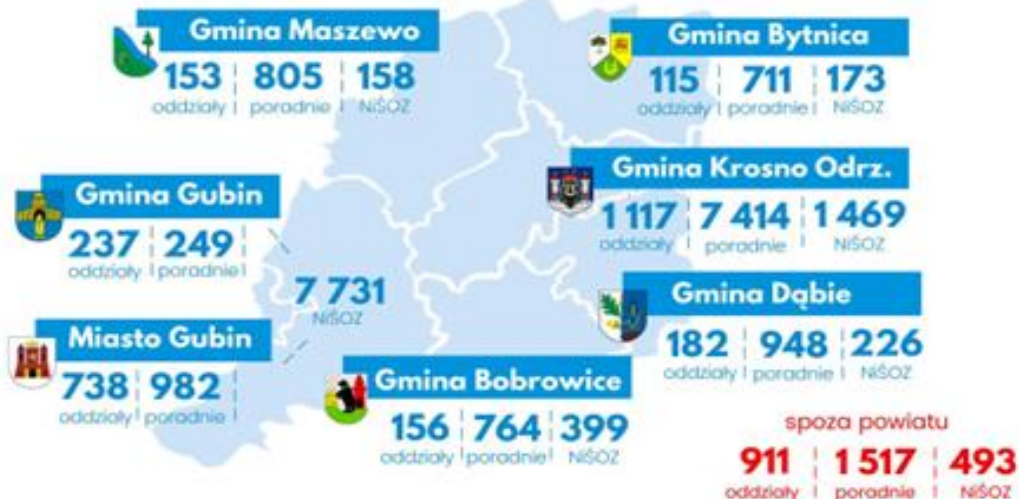 Gmina Maszewo
153 805 158
oddziały poradnie NiŚOZ
Gmina Bytnica
115 711 173
oddziały poradnie NiŚOZ
Gmina Gubin
237 249
oddziały poradnie
Gmina Krosno Odrz.
1 117 7 414 1 469
oddziały poradnie NiŚOZ
7 731
NiŚOZ
Gmina Dąbie
182 948 226
oddziały poradnie NiŚOZ
Miasto Gubin
738 982
oddziały poradnie
Gmina Bobrowice
156 764 399
oddziały poradnie NiŚOZ
spoza powiatu
911 1 517 493
oddziały poradnie NiŚOZ